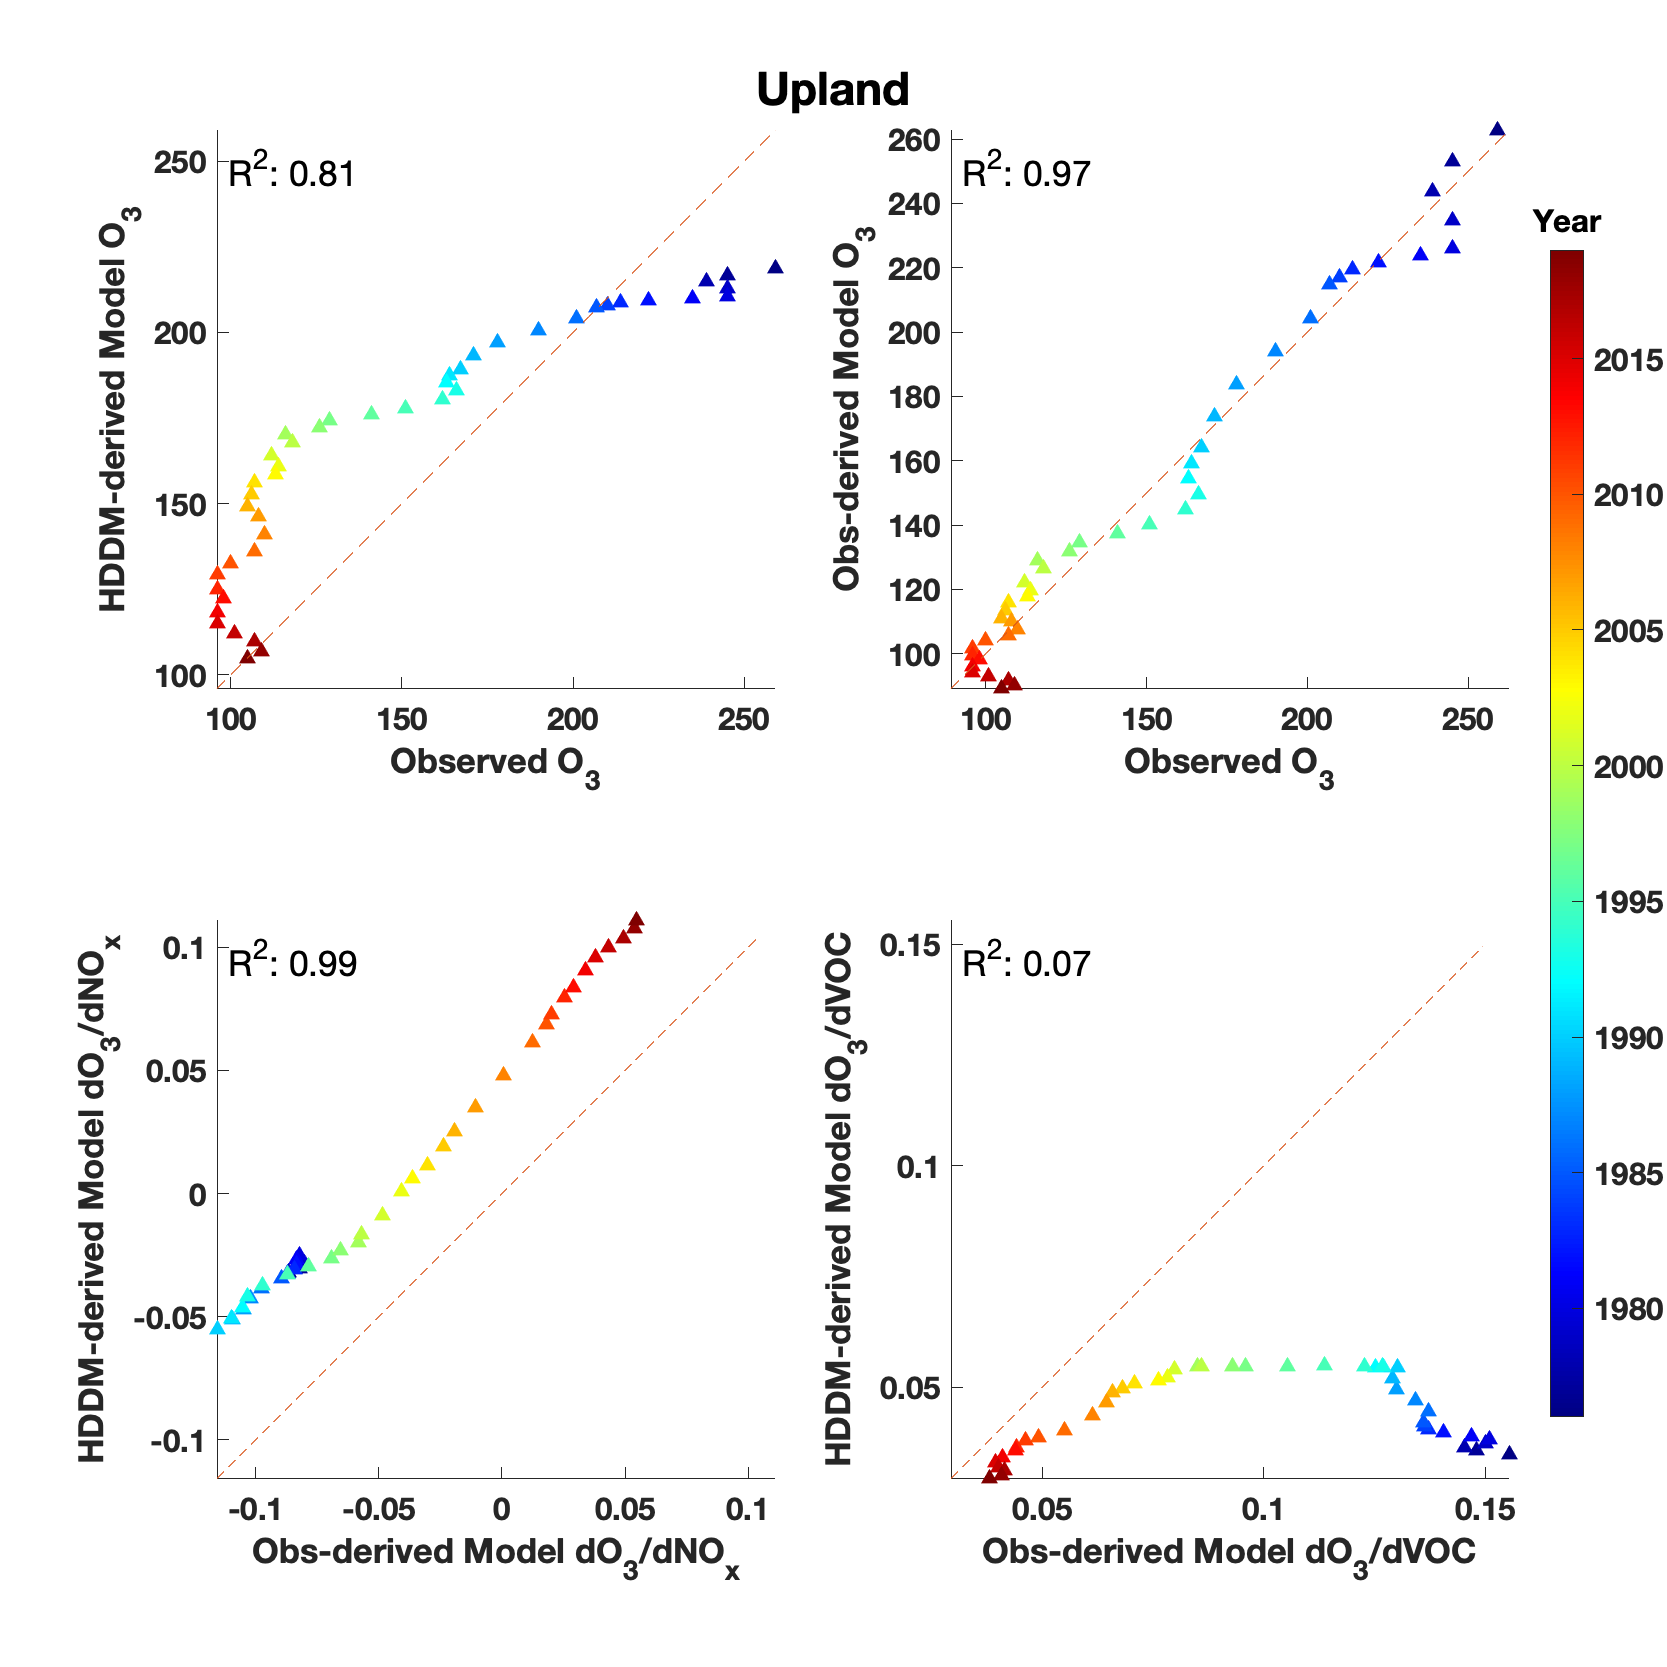 Upland
R2: 0.81
HDDM-derived Model O3
250
200
150
100
100 150 200 250
Observed O3
R2: 0.97
Obs-derived Model O3
260
240
220
200
180
160
140
120
100
100 150 200 250
Observed O3
Year
2015
2010
2005
2000
1995
1990
1985
1980
R2: 0.99
HDDM-derived Model dO3/dNOx
0.1
0.05
0
-0.05
-0.1
-0.1 -0.05 0 0.05 0.1
Obs-derived Model dO3/dNOx
R2: 0.07
HDDM-derived Model dO3/dVOC
0.15
0.1
0.05
0.05 0.1 0.15
Obs-derived Model dO3/dVOC